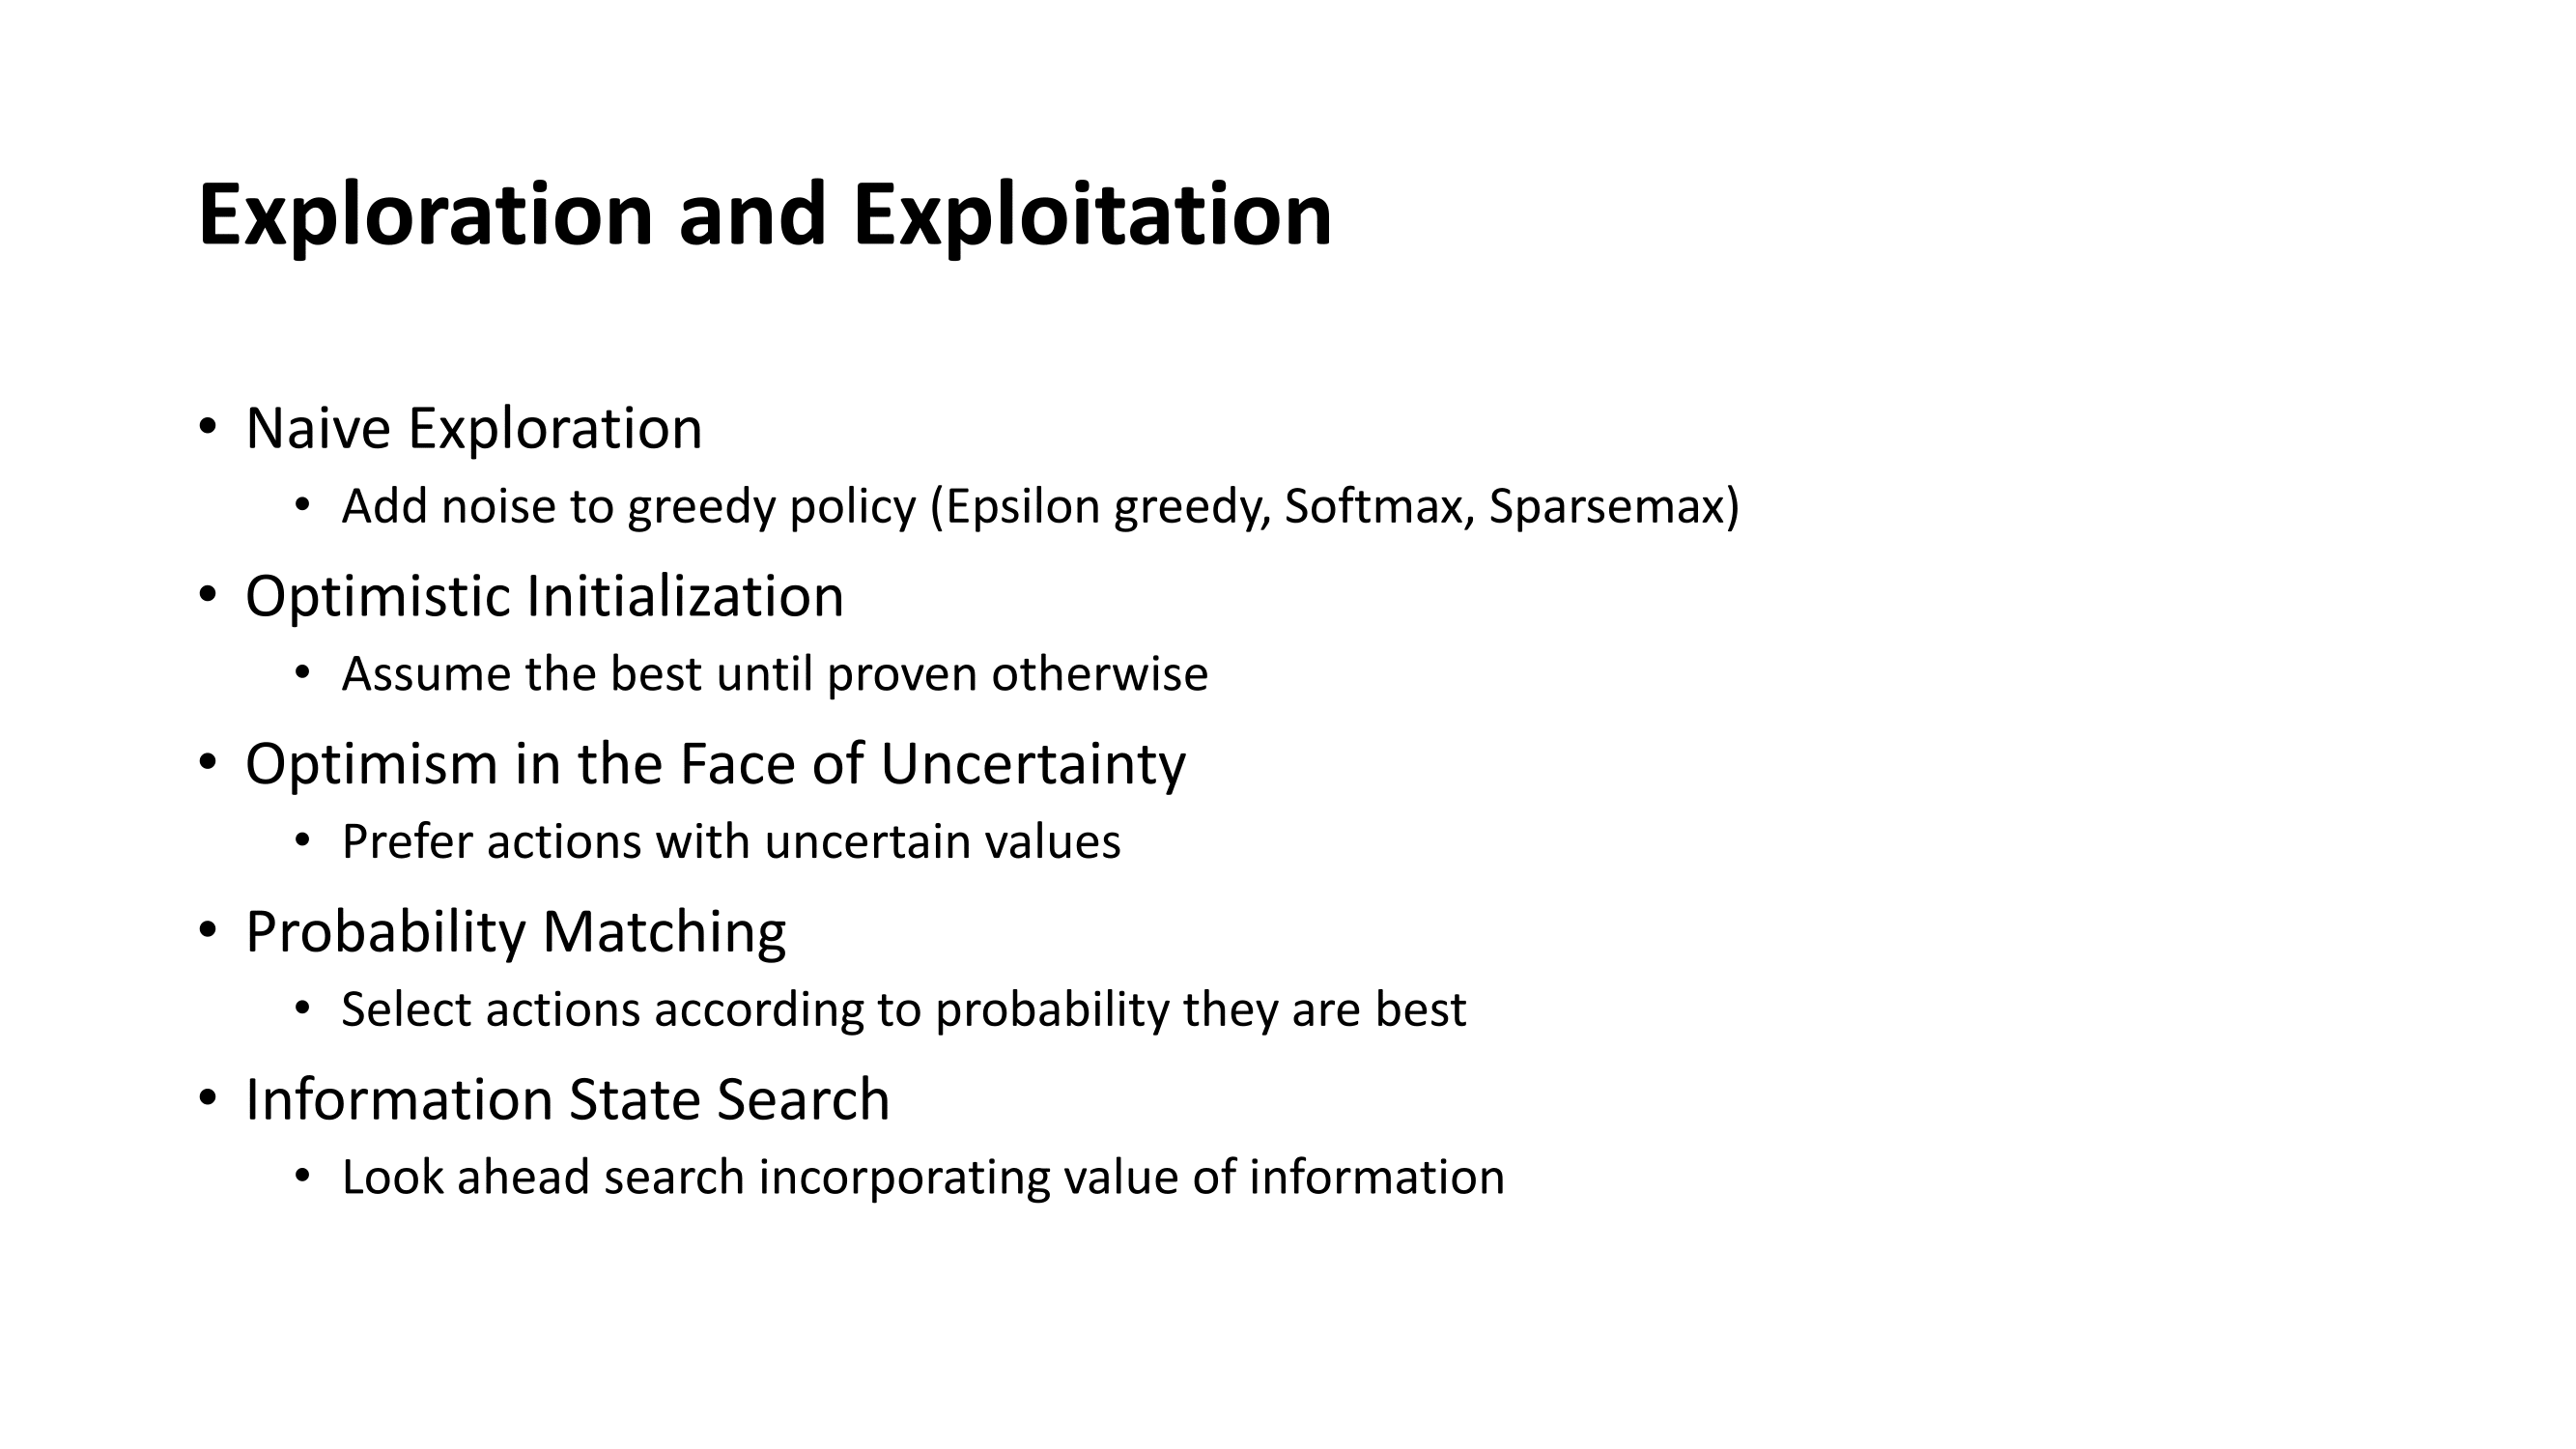 Exploration and Exploitation
• Naive Exploration
• Add noise to greedy policy (Epsilon greedy, Softmax, Sparsemax)
• Optimistic Initialization
• Assume the best until proven otherwise
• Optimism in the Face of Uncertainty
• Prefer actions with uncertain values
• Probability Matching
• Select actions according to probability they are best
• Information State Search
• Look ahead search incorporating value of information